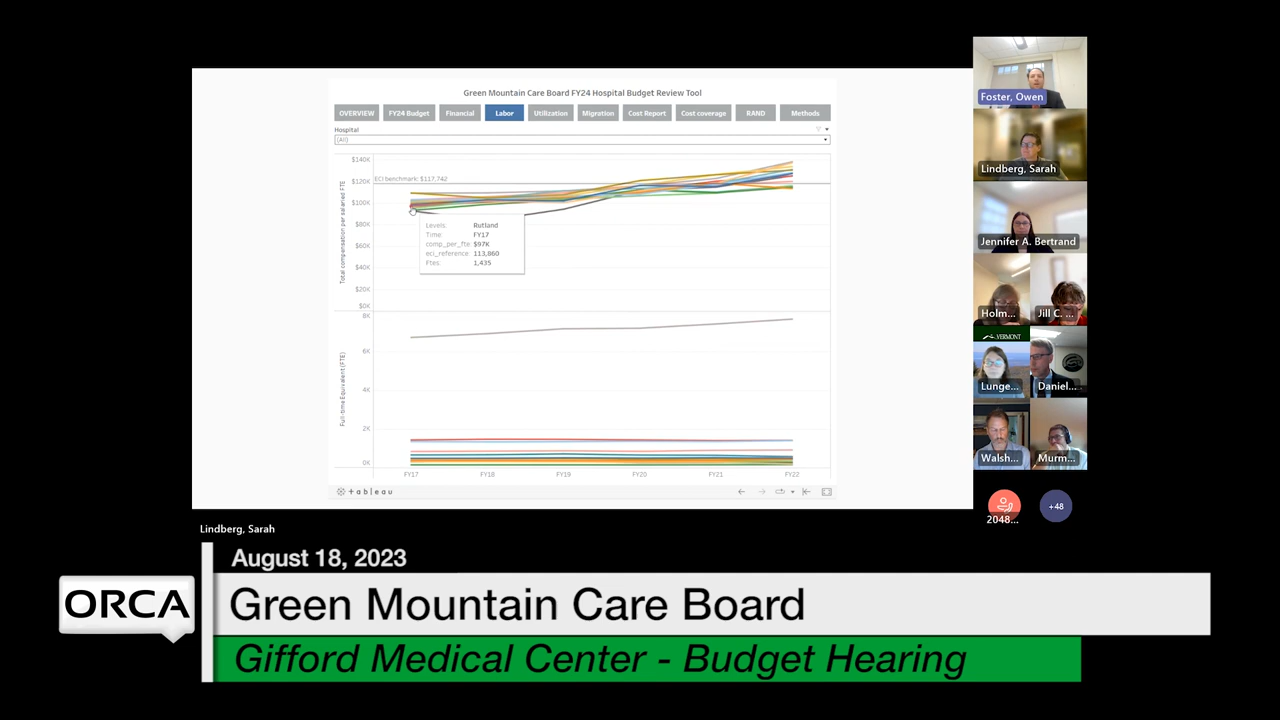 Green Mountain Care Board FY24 Hospital Budget Review Tool
OVERVIEW FY24 Budget Financial Labor Utilization Migration Cost Report Cost coverage RAND Methods
Hospital
(All)
Total compensation per salaried FTE
$140K
$120K
$100K
$80K
$60K
$40K
$20K
$0K
ECI benchmark: $117,742
Levels: Rutland
Time: FY17
comp_per_fte: $97K
eci_reference: 113,860
Ftes: 1,435
Full-time Equivalent (FTE)
8K
6K
4K
2K
0K
FY17 FY18 FY19 FY20 FY21 FY22
+ableau
Foster, Owen
Lindberg, Sarah
Jennifer A. Bertrand
Holm... Jill C. ...
VERMONT
Lunge... Daniel...
Walsh... Murm...
2048... +48
Lindberg, Sarah
August 18, 2023
ORCA
Green Mountain Care Board
Gifford Medical Center - Budget Hearing